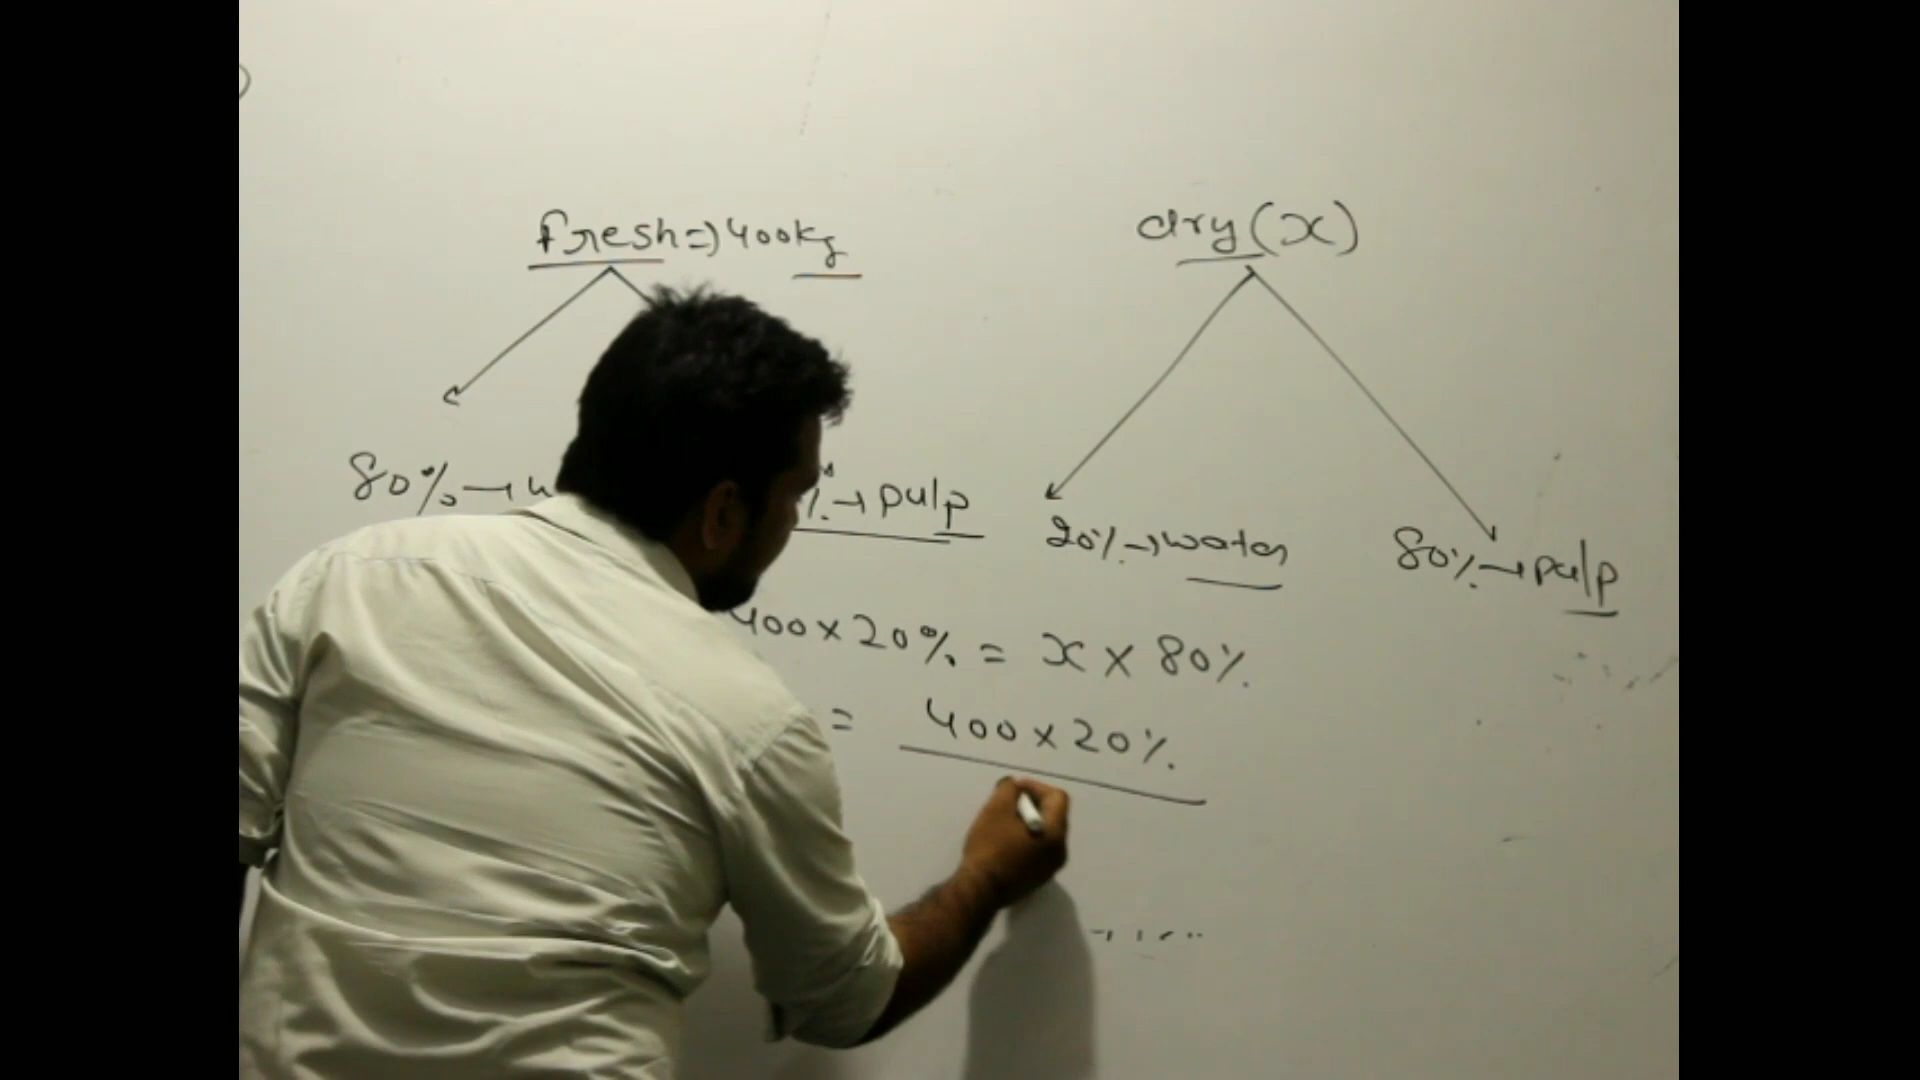 fresh => 400kg
dry (x)
80% →
% → pulp
20% → water
80% → pulp
400 x 20% = x x 80%
= 400 x 20%